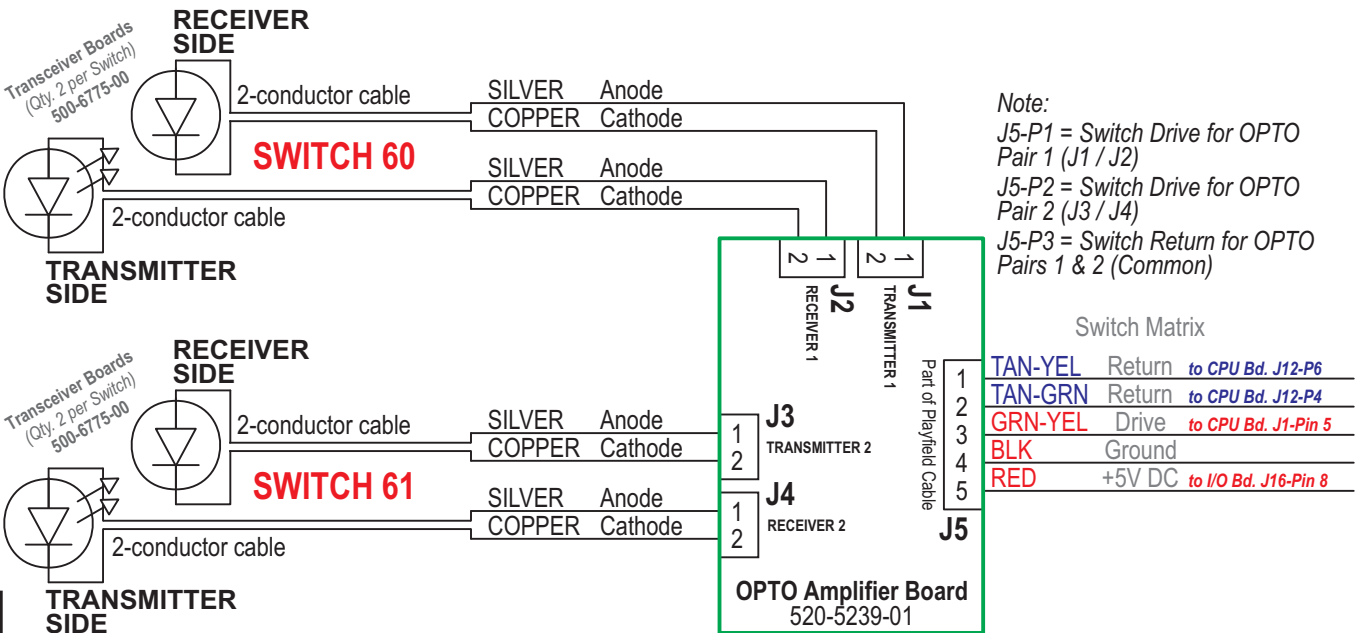 Transceiver Boards
(Qty. 2 per Switch)
500-6775-00
RECEIVER
SIDE
2-conductor cable
SWITCH 60
SILVER Anode
COPPER Cathode
SILVER Anode
COPPER Cathode
2-conductor cable
TRANSMITTER
SIDE
Note:
J5-P1 = Switch Drive for OPTO
Pair 1 (J1 / J2)
J5-P2 = Switch Drive for OPTO
Pair 2 (J3 / J4)
J5-P3 = Switch Return for OPTO
Pairs 1 & 2 (Common)
2 1
J2
RECEIVER 1
2 1
J1
TRANSMITTER 1
Switch Matrix
Part of Playfield Cable
1 TAN-YEL Return to CPU Bd. J12-P6
2 TAN-GRN Return to CPU Bd. J12-P4
3 GRN-YEL Drive to CPU Bd. J1-Pin 5
4 BLK Ground
5 RED +5V DC to I/O Bd. J16-Pin 8
J5
Transceiver Boards
(Qty. 2 per Switch)
500-6775-00
RECEIVER
SIDE
2-conductor cable
SWITCH 61
SILVER Anode
COPPER Cathode
1
2
J3
TRANSMITTER 2
SILVER Anode
COPPER Cathode
1
2
J4
RECEIVER 2
2-conductor cable
TRANSMITTER
SIDE
OPTO Amplifier Board
520-5239-01